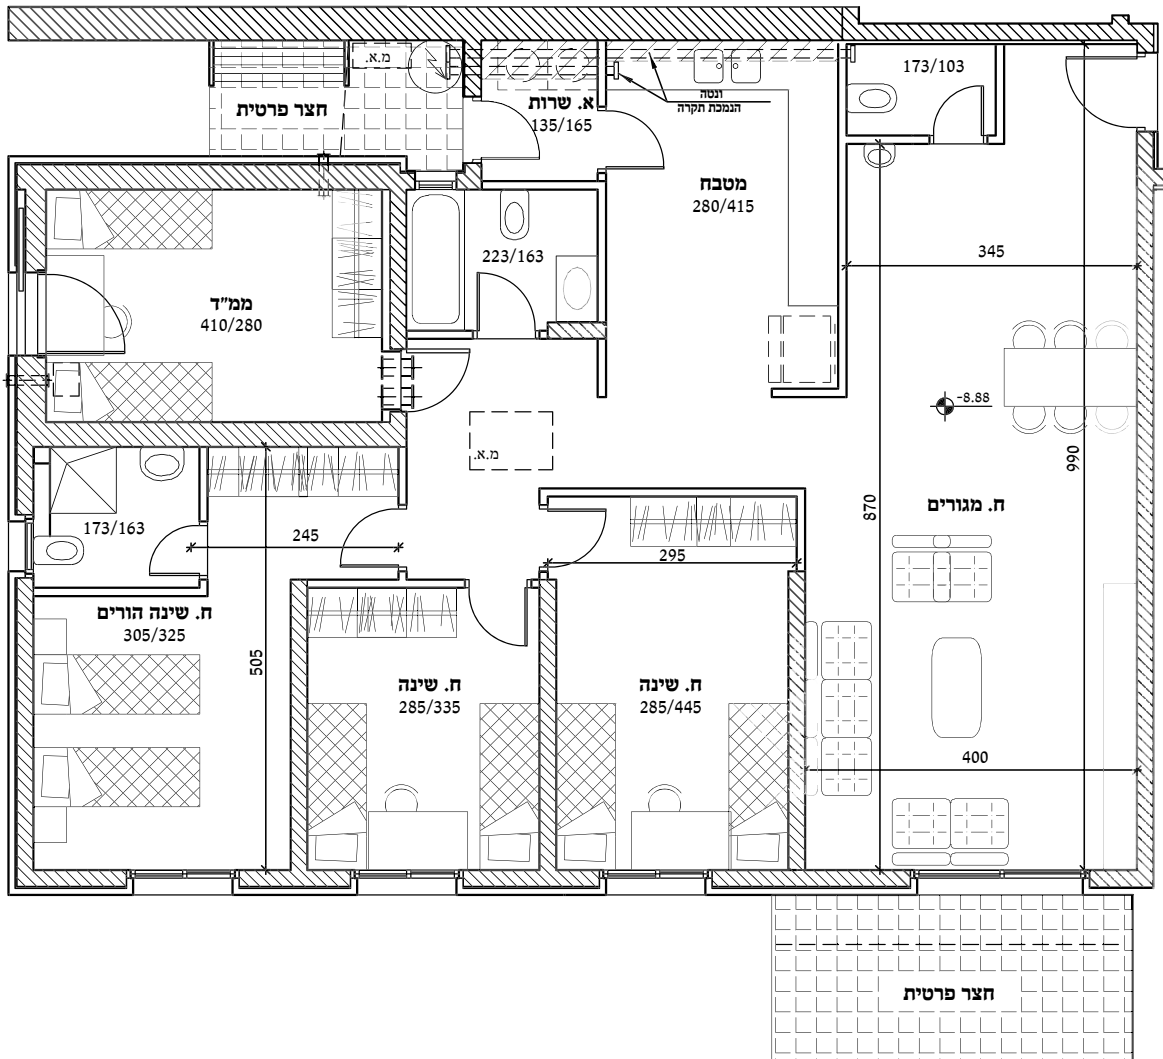 מ.א.
חצר פרטית
א. שרות
135/165
ונטה
הנמכת תקרה
173/103
מטבח
280/415
223/163
345
ממ״ד
410/280
-8.88
מ.א.
990
870
ח. מגורים
173/163
245
295
ח. שינה הורים
305/325
505
ח. שינה
285/335
ח. שינה
285/445
400
חצר פרטית